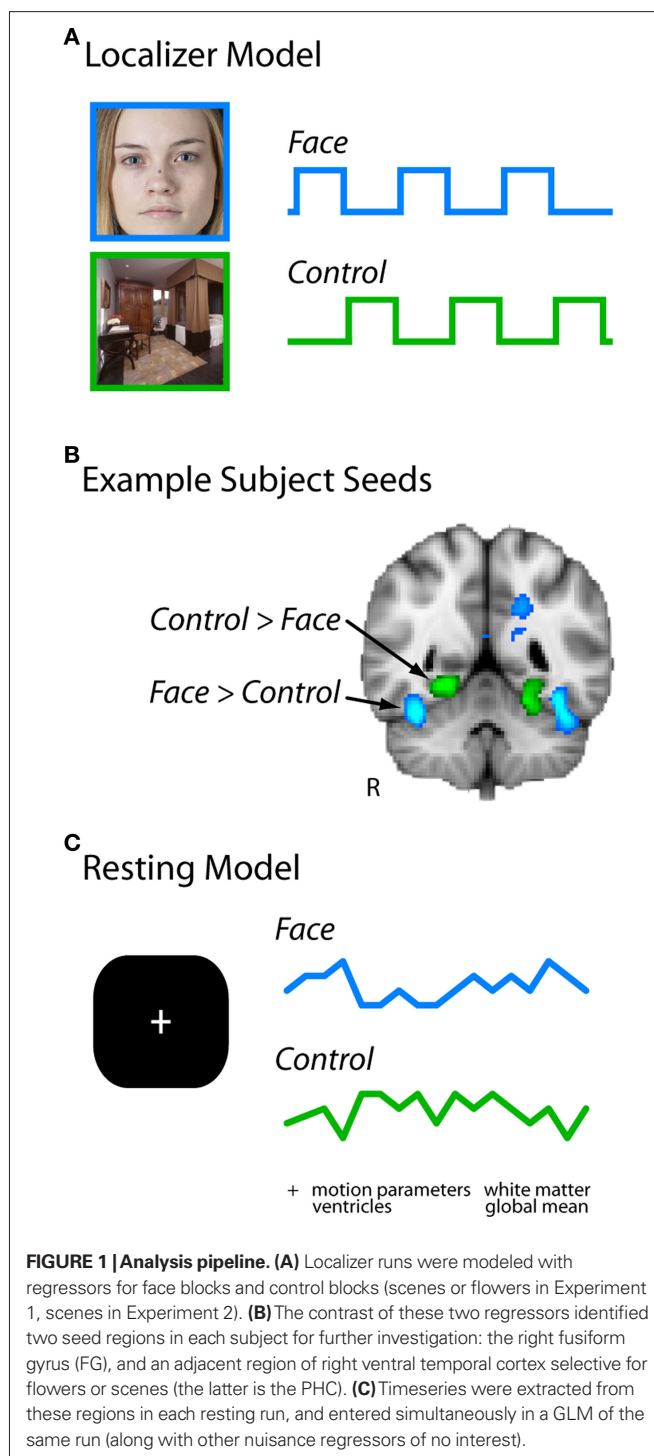 A Localizer Model
Face
Control
B Example Subject Seeds
Control > Face
Face > Control
R
C Resting Model
Face
+
Control
+ motion parameters white matter
ventricles global mean
FIGURE 1 | Analysis pipeline. (A) Localizer runs were modeled with
regressors for face blocks and control blocks (scenes or flowers in Experiment
1, scenes in Experiment 2). (B) The contrast of these two regressors identified
two seed regions in each subject for further investigation: the right fusiform
gyrus (FG), and an adjacent region of right ventral temporal cortex selective for
flowers or scenes (the latter is the PHC). (C) Timeseries were extracted from
these regions in each resting run, and entered simultaneously in a GLM of the
same run (along with other nuisance regressors of no interest).